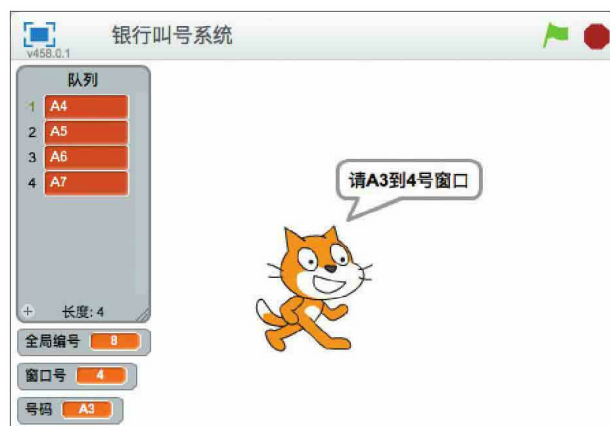 v458.0.1
银行叫号系统
队列
1 A4
2 A5
3 A6
4 A7
+ 长度: 4
请A3到4号窗口
全局编号 8
窗口号 4
号码 A3